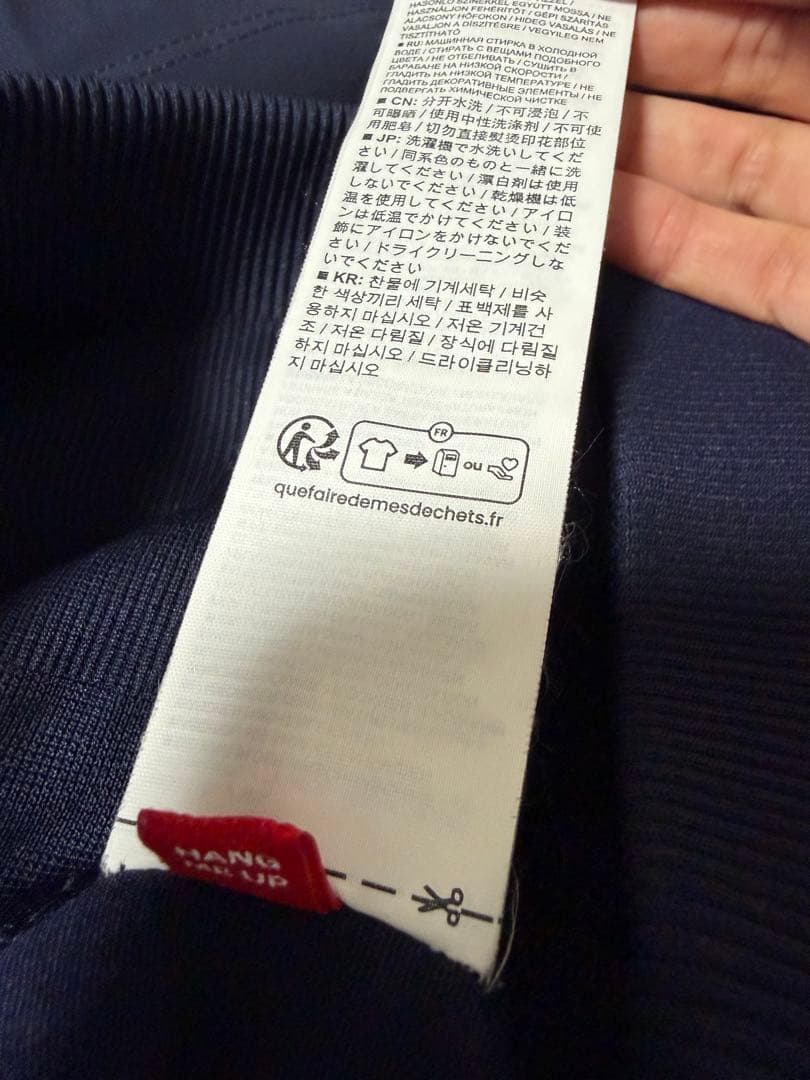 HASONLÓ SZÍNEKKEL EGYÜTT MOSSA / NE
HASZNÁLJON FEHÉRÍTŐT / GÉPI SZÁRÍTÁS
ALACSONY HŐFOKON / HIDEG VASALÁS / NE
VASALJON A DÍSZÍTÉSRE / VEGYILEG NEM
TISZTÍTHATÓ
■ RU: МАШИННАЯ СТИРКА В ХОЛОДНОЙ
ВОДЕ / СТИРАТЬ С ВЕЩАМИ ПОДОБНОГО
ЦВЕТА / НЕ ОТБЕЛИВАТЬ / СУШИТЬ В
БАРАБАНЕ НА НИЗКОЙ СКОРОСТИ /
ГЛАДИТЬ НА НИЗКОЙ ТЕМПЕРАТУРЕ / НЕ
ГЛАДИТЬ ДЕКОРАТИВНЫЕ ЭЛЕМЕНТЫ / НЕ
ПОДВЕРГАТЬ ХИМИЧЕСКОЙ ЧИСТКЕ
■ CN: 分开水洗 / 不可浸泡 / 不
可曝晒 / 使用中性洗涤剂 / 不可使
用肥皂 / 切勿直接熨烫印花部位
■ JP: 洗濯機で水洗いしてくだ
さい / 同系色のものと一緒に洗
濯してください / 漂白剤は使用
しないでください / 乾燥機は低
温を使用してください / アイロ
ンは低温でかけてください / 装
飾にアイロンをかけないでくだ
さい / ドライクリーニングしな
いでください
■ KR: 찬물에 기계세탁 / 비슷
한 색상끼리 세탁 / 표백제를 사
용하지 마십시오 / 저온 기계건
조 / 저온 다림질 / 장식에 다림질
하지 마십시오 / 드라이클리닝하
지 마십시오
FR
ou
quefairedemesdechets.fr
HANG
TAB UP